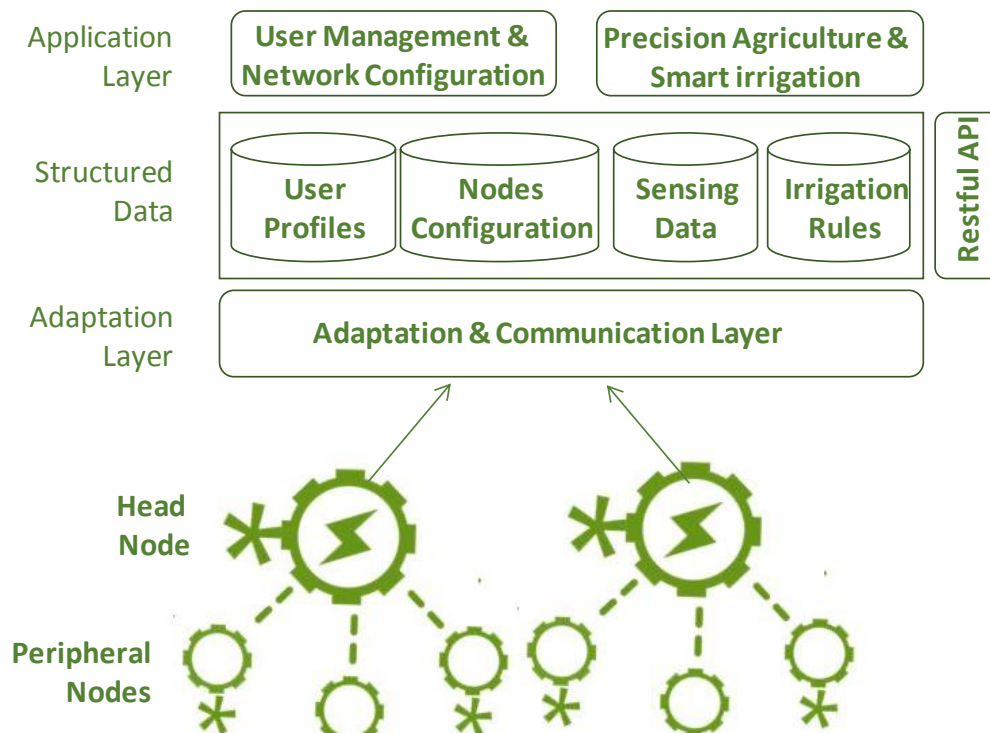 Application
Layer
User Management &
Network Configuration
Precision Agriculture &
Smart irrigation
Structured
Data
User
Profiles
Nodes
Configuration
Sensing
Data
Irrigation
Rules
Restful API
Adaptation
Layer
Adaptation & Communication Layer
Head
Node
Peripheral
Nodes